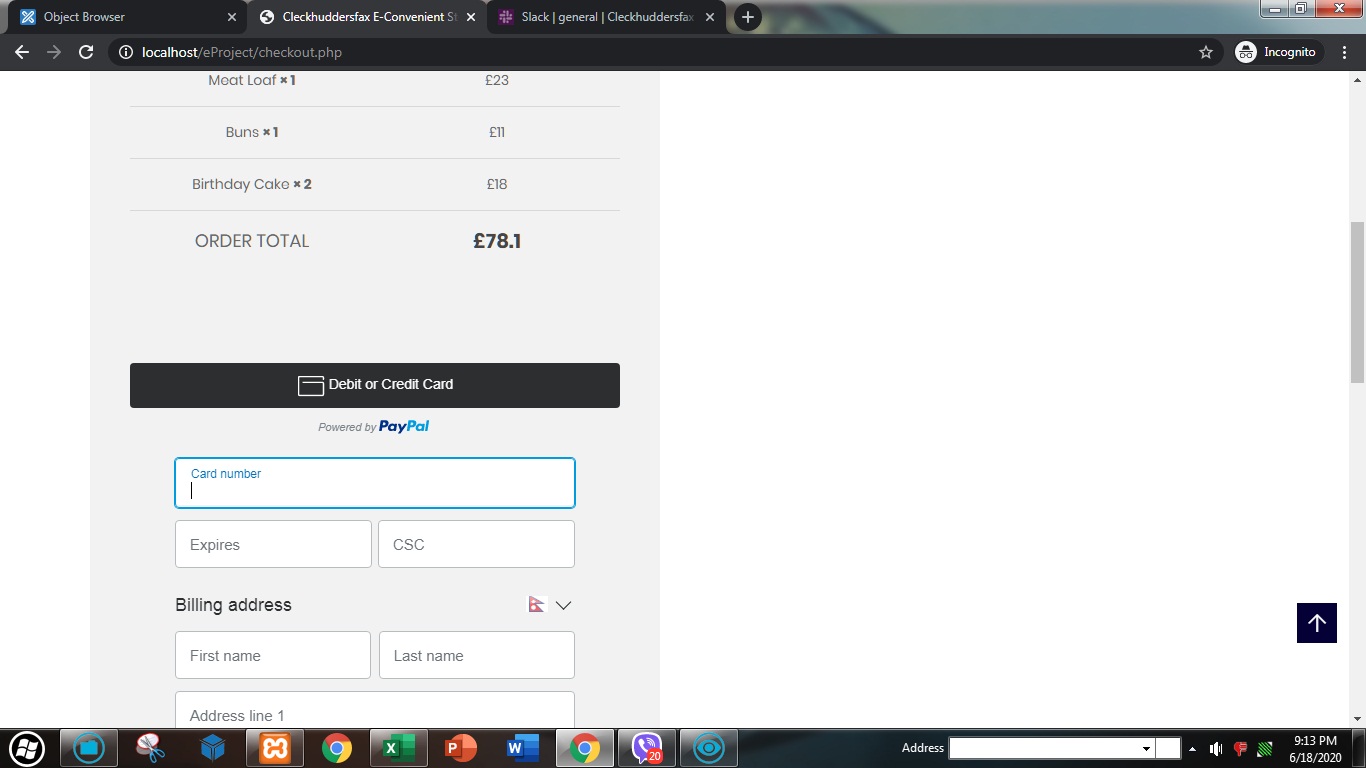 Object Browser
Cleckhuddersfax E-Convenient St
Slack | general | Cleckhuddersfax
localhost/eProject/checkout.php
Incognito
Meat Loaf × 1 £23
Buns × 1 £11
Birthday Cake × 2 £18
ORDER TOTAL £78.1
Debit or Credit Card
Powered by PayPal
Card number
Expires CSC
Billing address
First name Last name
Address line 1
Address
20
9:13 PM
6/18/2020